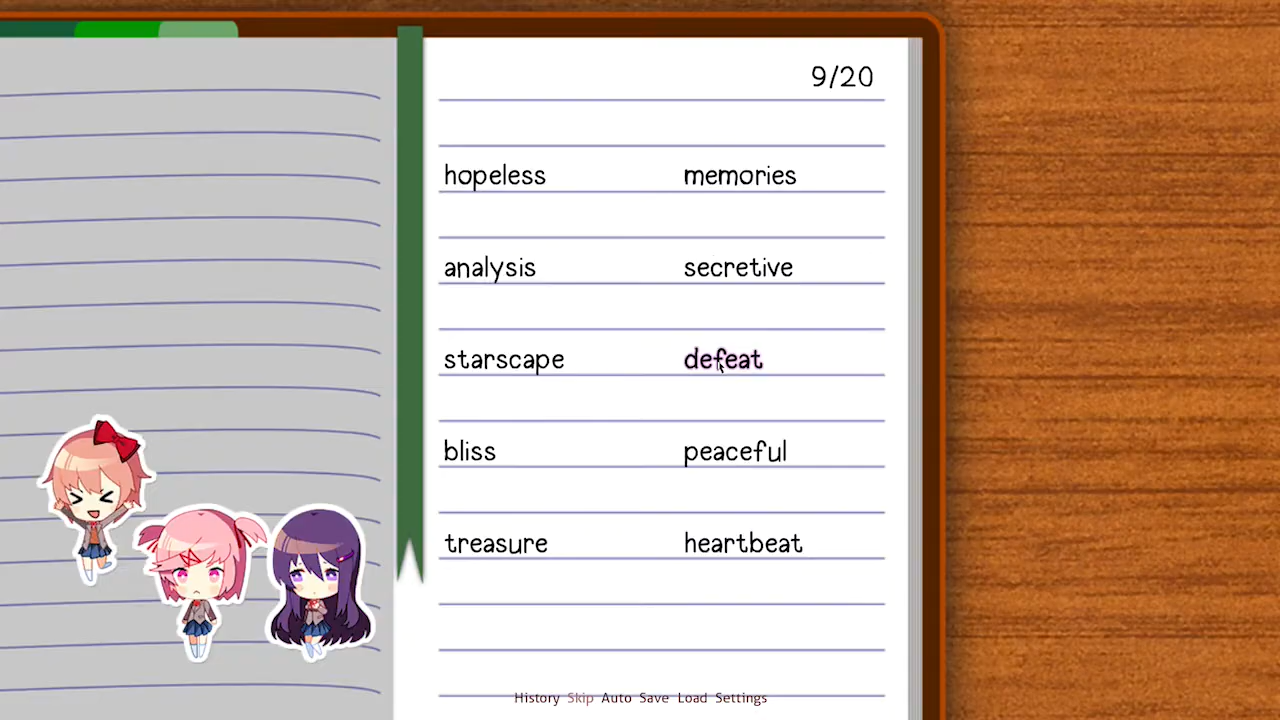 9/20
hopeless memories
analysis secretive
starscape defeat
bliss peaceful
treasure heartbeat
History Skip Auto Save Load Settings